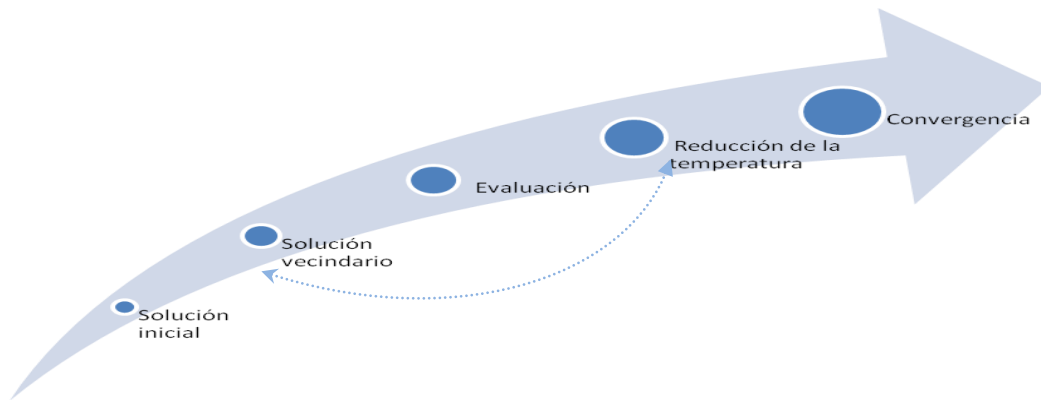 Solución
inicial
Solución
vecindario
Evaluación
Reducción de la
temperatura
Convergencia